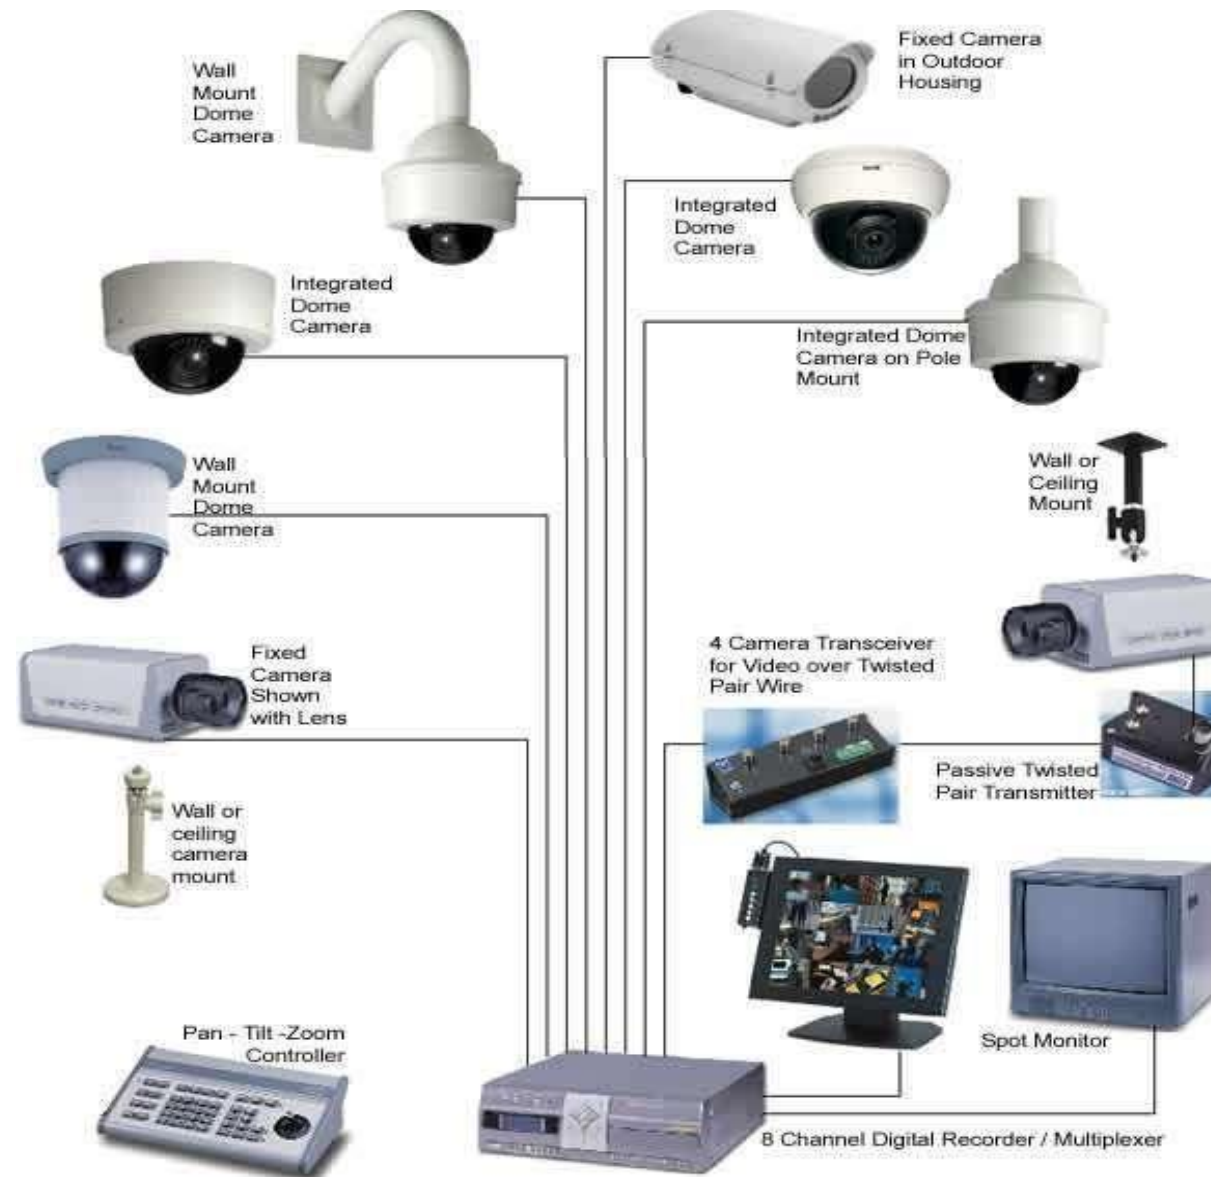 Wall
Mount
Dome
Camera
Fixed Camera
in Outdoor
Housing
Integrated
Dome
Camera
Integrated
Dome
Camera
Integrated Dome
Camera on Pole
Mount
Wall
Mount
Dome
Camera
Wall or
Ceiling
Mount
Fixed
Camera
Shown
with Lens
4 Camera Transceiver
for Video over Twisted
Pair Wire
Passive Twisted
Pair Transmitter
Wall or
ceiling
camera
mount
Spot Monitor
Pan - Tilt -Zoom
Controller
8 Channel Digital Recorder / Multiplexer